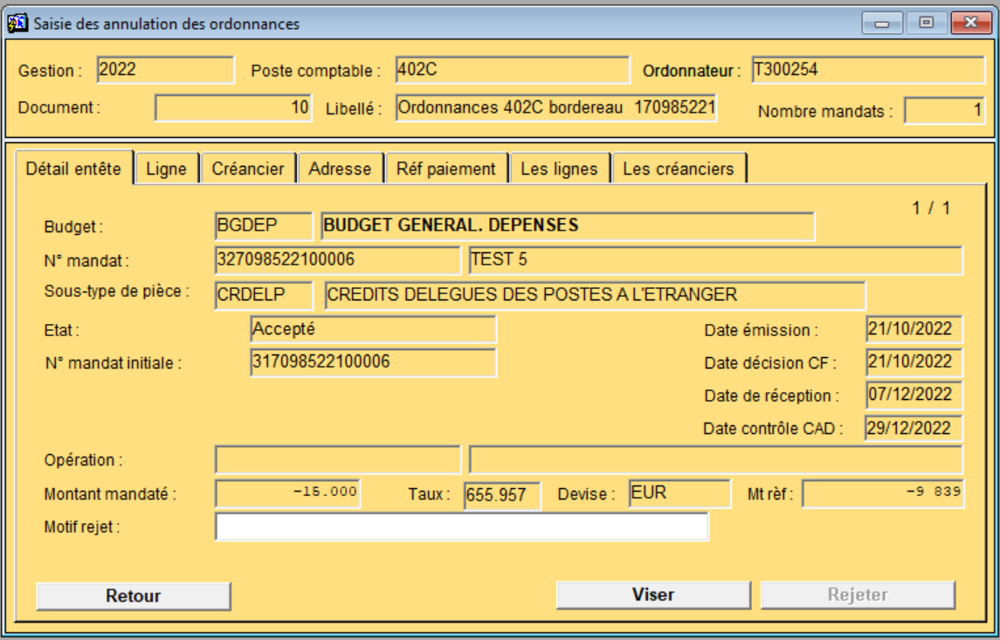 Saisie des annulation des ordonnances
Gestion : 2022 Poste comptable : 402C Ordonnateur : T300254
Document : 10 Libellé : Ordonnances 402C bordereau 170985221 Nombre mandats : 1
Détail entête Ligne Créancier Adresse Réf paiement Les lignes Les créanciers
1 / 1
Budget : BGDEP BUDGET GENERAL. DEPENSES
N° mandat : 327098522100006 TEST 5
Sous-type de pièce : CRDELP CREDITS DELEGUES DES POSTES A L'ETRANGER
Etat : Accepté Date émission : 21/10/2022
N° mandat initiale : 317098522100006 Date décision CF : 21/10/2022
Date de réception : 07/12/2022
Date contrôle CAD : 29/12/2022
Opération :
Montant mandaté : -15.000 Taux : 655.957 Devise : EUR Mt rèf : -9 839
Motif rejet :
Retour Viser Rejeter